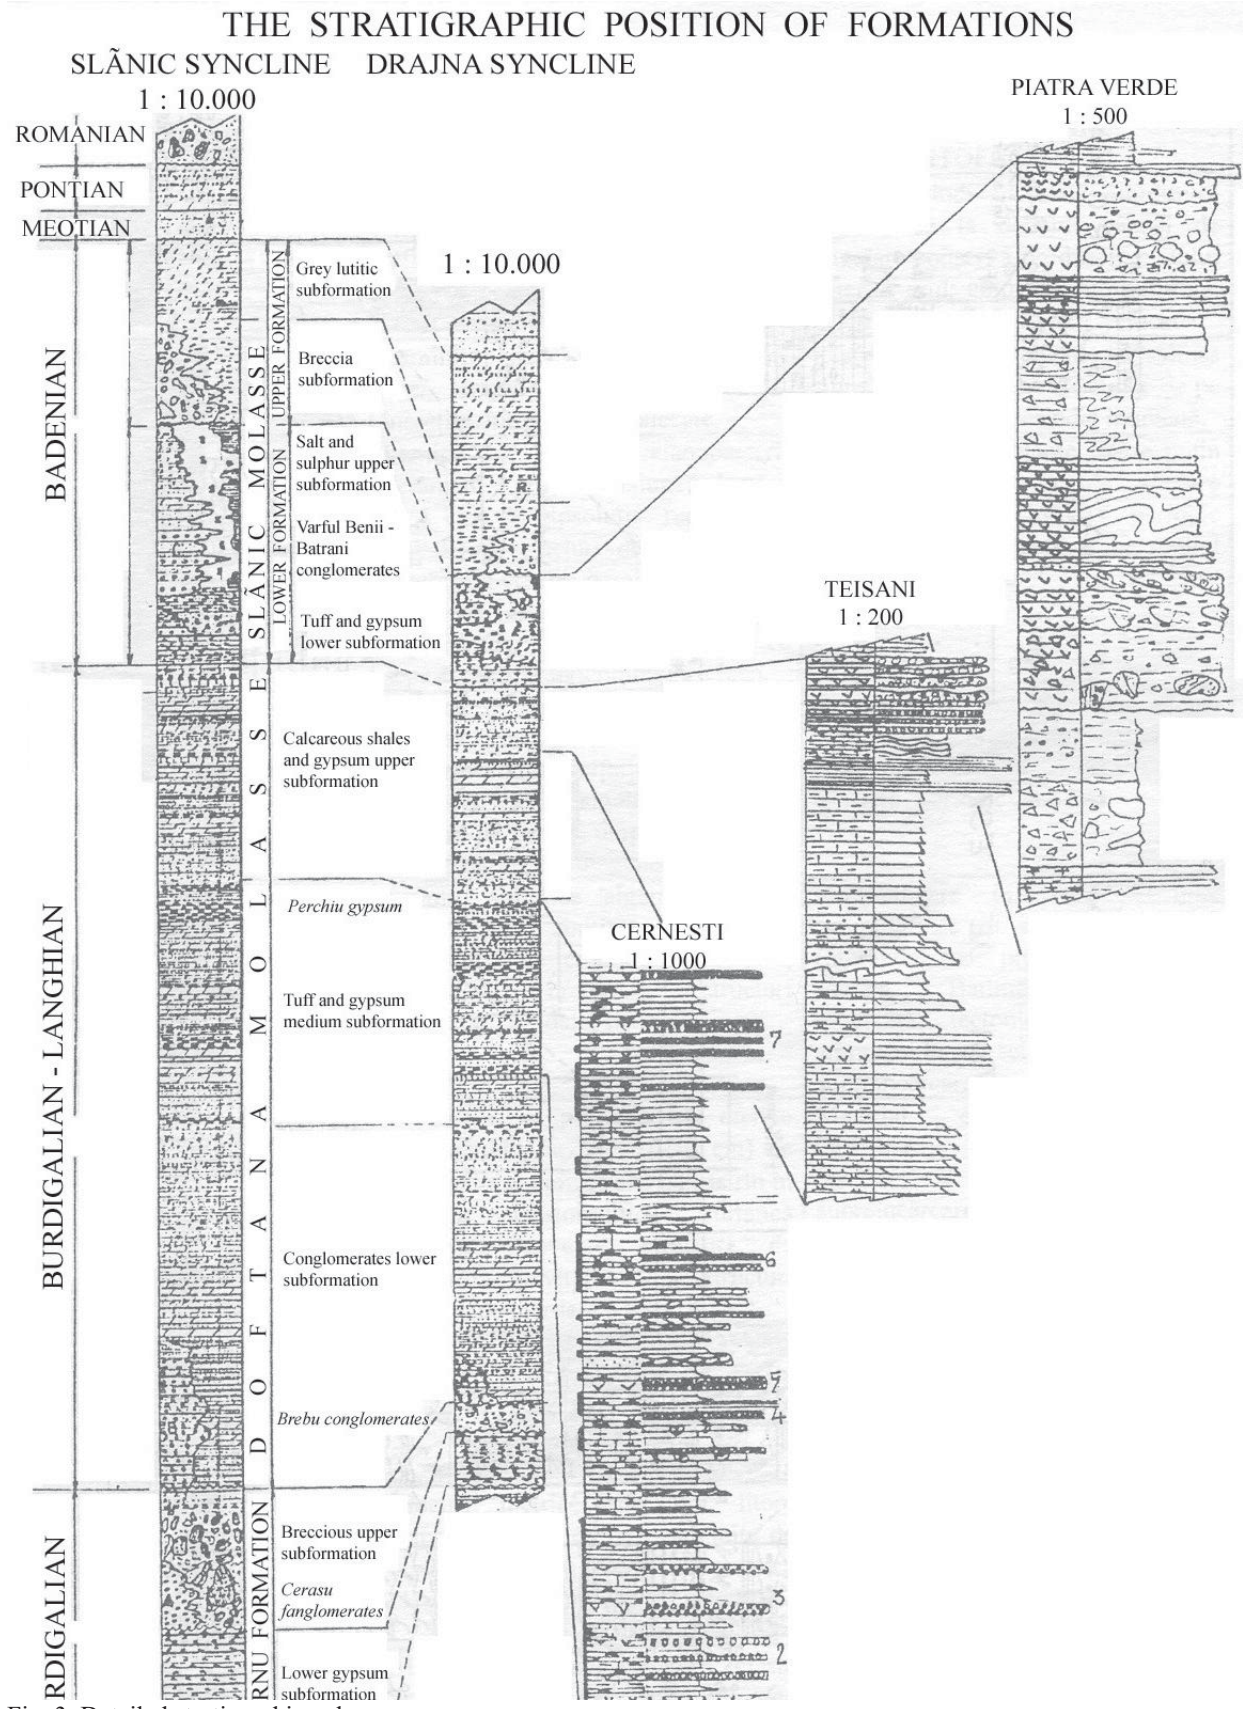 THE STRATIGRAPHIC POSITION OF FORMATIONS
SLÃNIC SYNCLINE
DRAJNA SYNCLINE
1 : 10.000
PIATRA VERDE
1 : 500
ROMANIAN
PONTIAN
MEOTIAN
1 : 10.000
BADENIAN
SLÃNIC MOLASSE
UPPER FORMATION
LOWER FORMATION
Grey lutitic
subformation
Breccia
subformation
Salt and
sulphur upper
subformation
Varful Benii -
Batrani
conglomerates
Tuff and gypsum
lower subformation
TEISANI
1 : 200
BURDIGALIAN - LANGHIAN
DOFTANA MOLASSSE
Calcareous shales
and gypsum upper
subformation
Perchiu gypsum
Tuff and gypsum
medium subformation
Conglomerates lower
subformation
Brebu conglomerates
CERNESTI
1 : 1000
7
6
5
4
3
2
RDIGALIAN
RNU FORMATION
Breccious upper
subformation
Cerasu
fanglomerates
Lower gypsum
subformation